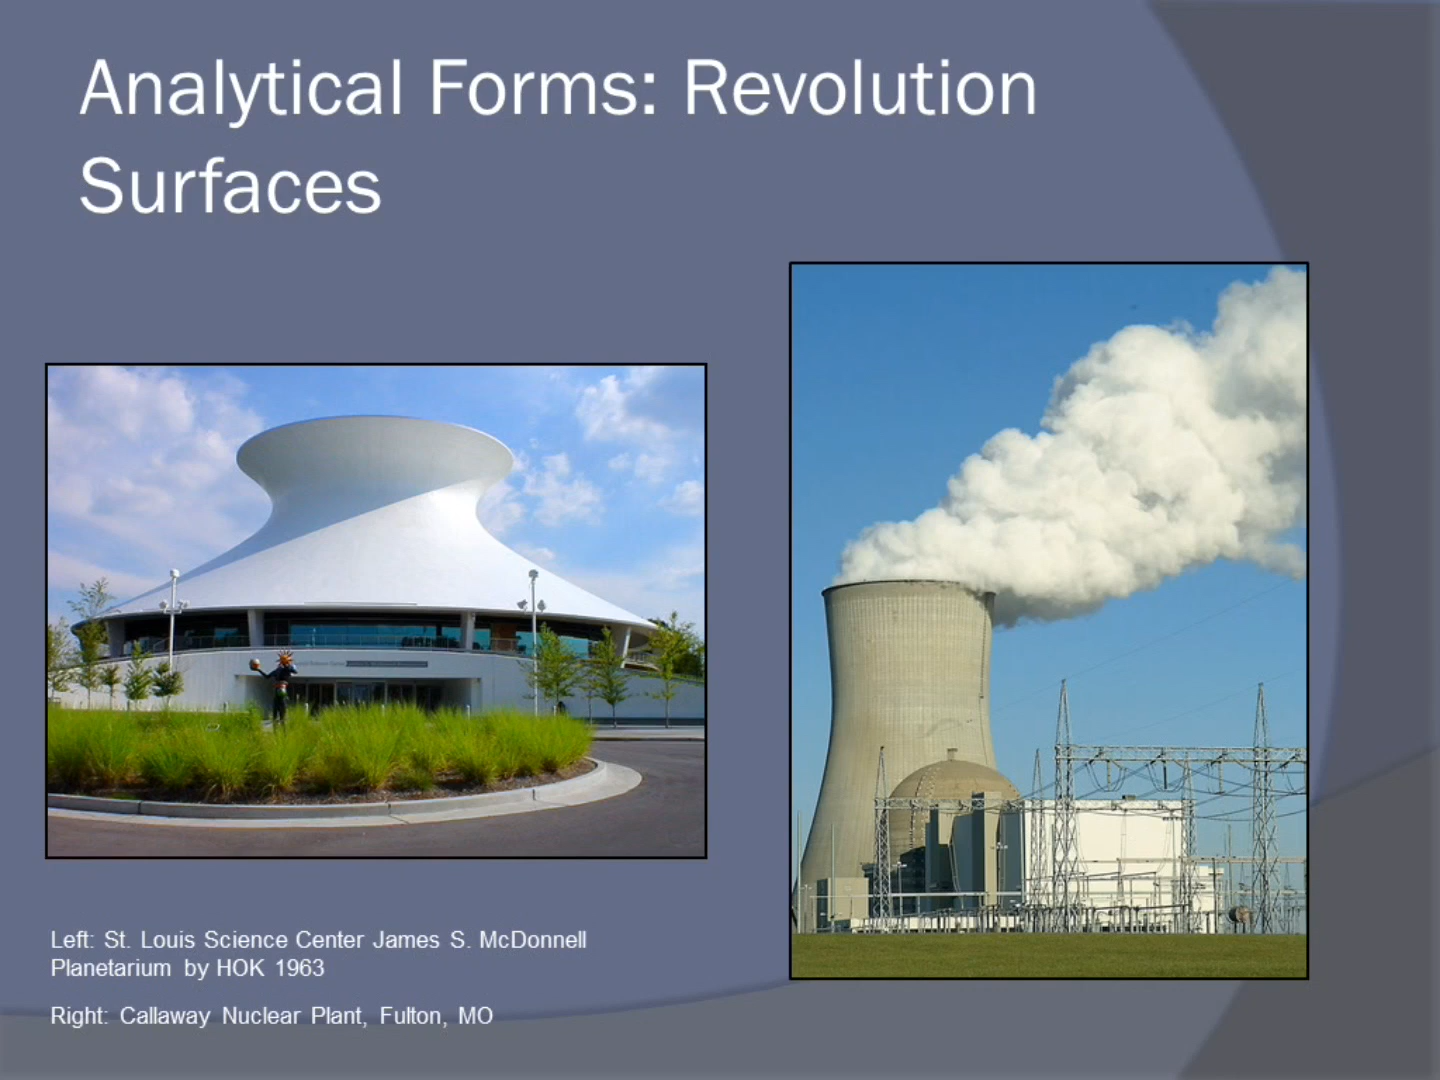 Analytical Forms: Revolution
Surfaces
Left: St. Louis Science Center James S. McDonnell
Planetarium by HOK 1963
Right: Callaway Nuclear Plant, Fulton, MO